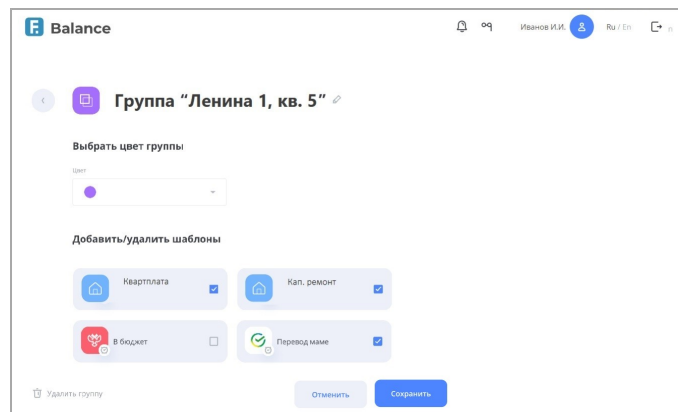 F. Balance
Иванов И.И.
Ru / En
Группа “Ленина 1, кв. 5”
Выбрать цвет группы
Цвет
Добавить/удалить шаблоны
Квартплата
Кап. ремонт
В бюджет
Перевод маме
Удалить группу
Отменить
Сохранить